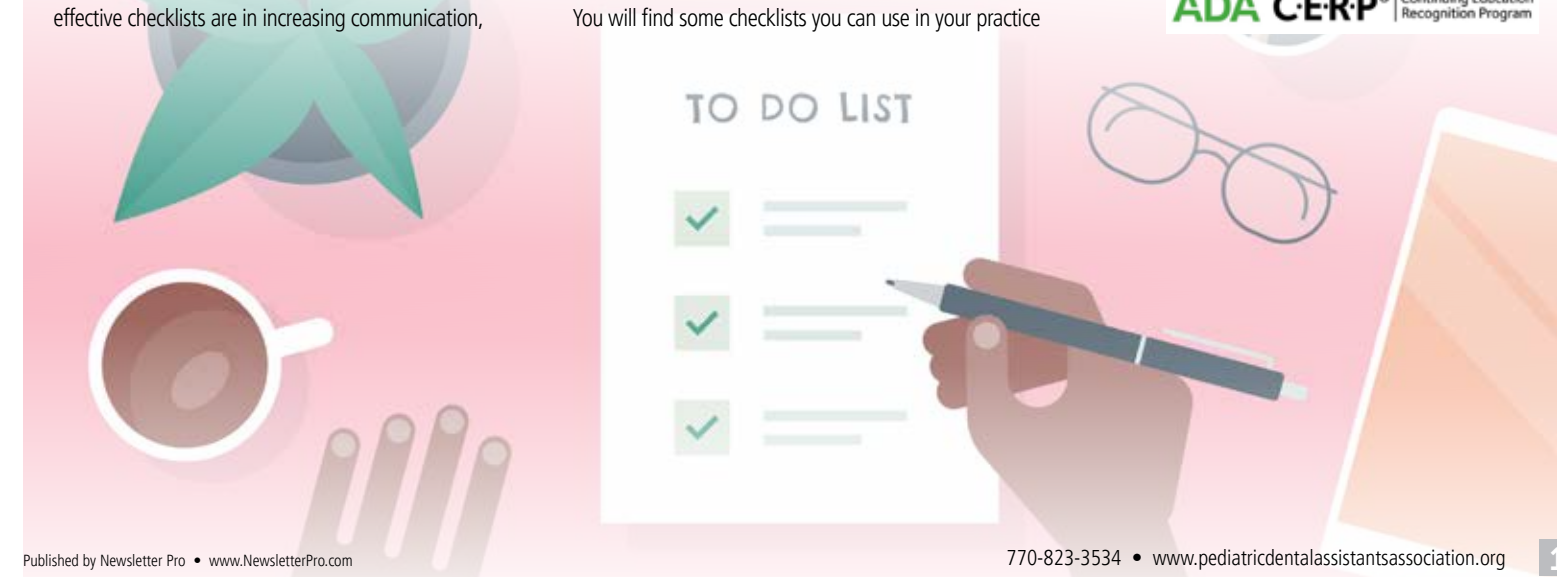 effective checklists are in increasing communication,
You will find some checklists you can use in your practice
ADA C·E·R·P®
Recognition Program
TO DO LIST
Published by Newsletter Pro • www.NewsletterPro.com
770-823-3534 • www.pediatricdentalassistantsassociation.org
1